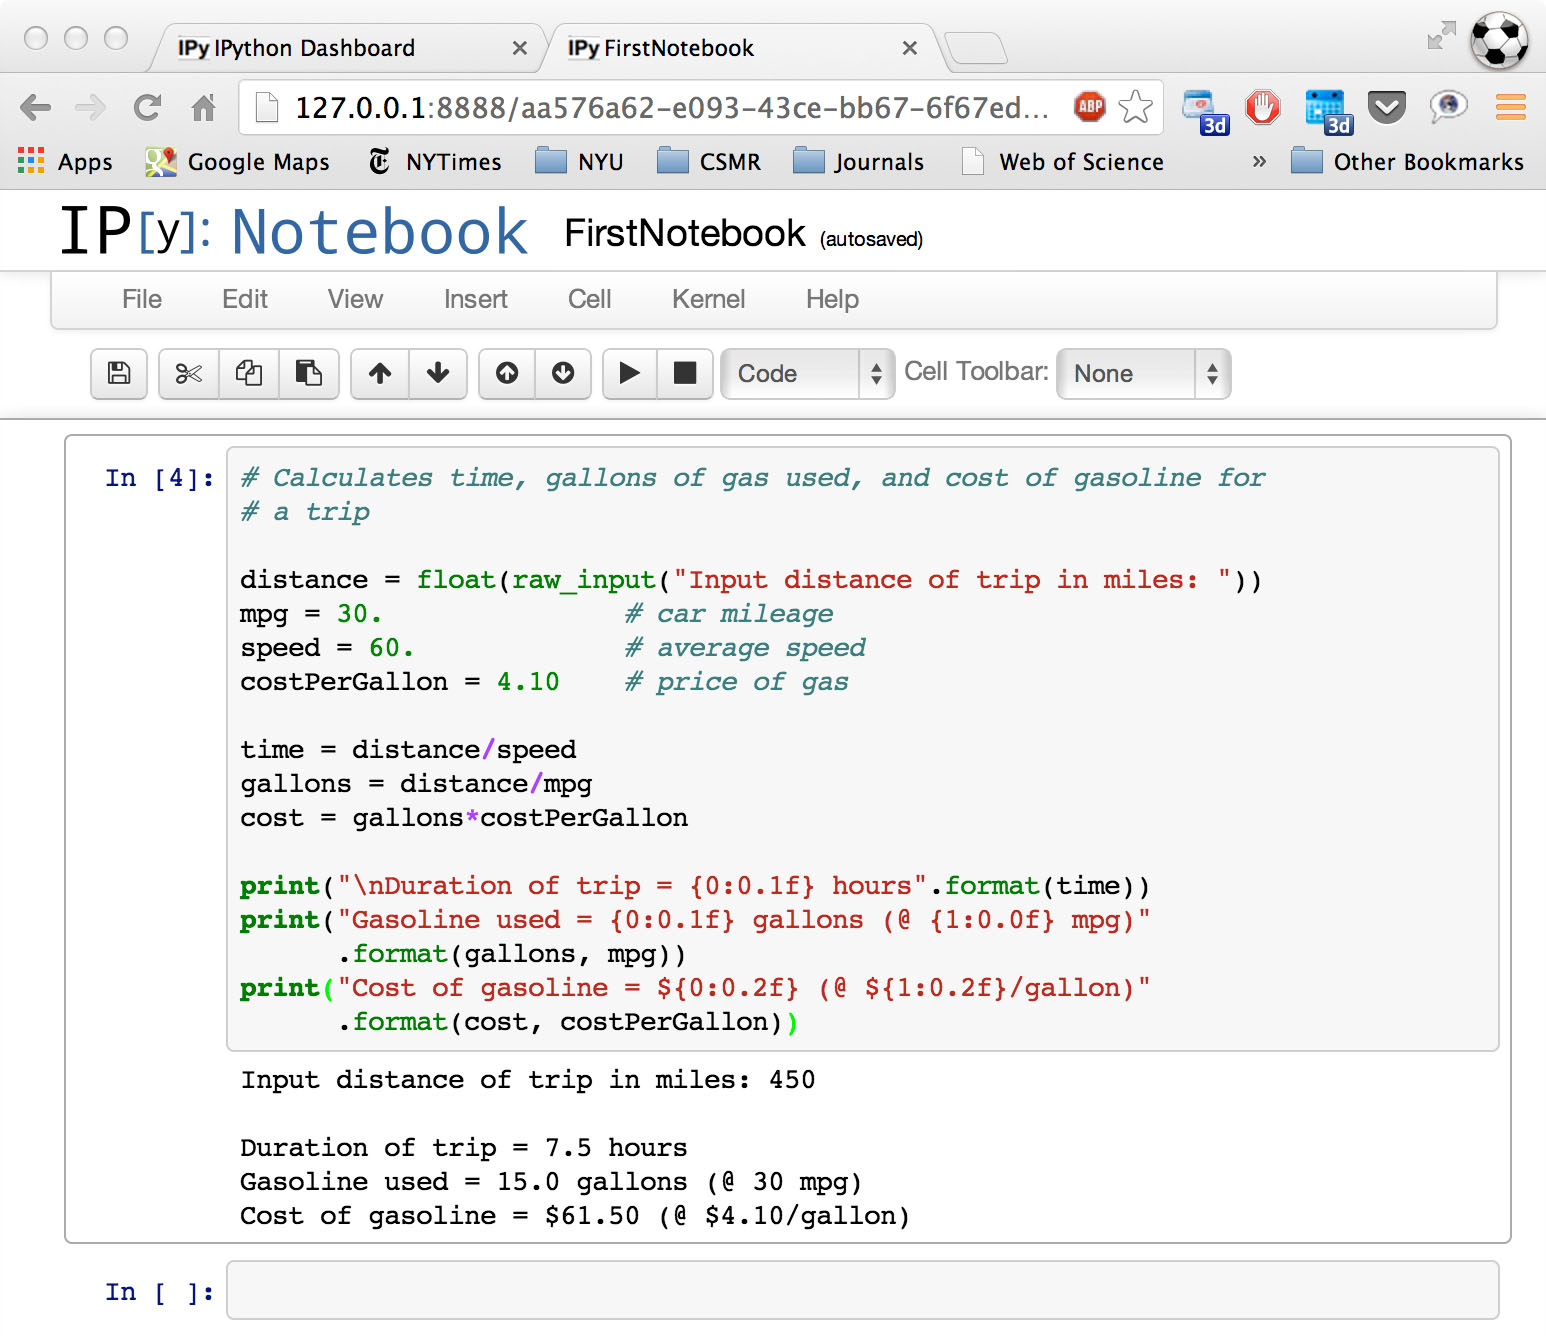 IPy IPython Dashboard
IPy FirstNotebook
127.0.0.1:8888/aa576a62-e093-43ce-bb67-6f67ed...
ABP
3d
3d
Apps Google Maps NYTimes NYU CSMR Journals Web of Science » Other Bookmarks
IP[y]: Notebook FirstNotebook (autosaved)
File Edit View Insert Cell Kernel Help
Code Cell Toolbar: None
In [4]:
# Calculates time, gallons of gas used, and cost of gasoline for
# a trip
distance = float(raw_input("Input distance of trip in miles: "))
mpg = 30. # car mileage
speed = 60. # average speed
costPerGallon = 4.10 # price of gas
time = distance/speed
gallons = distance/mpg
cost = gallons*costPerGallon
print("\nDuration of trip = {0:0.1f} hours".format(time))
print("Gasoline used = {0:0.1f} gallons (@ {1:0.0f} mpg)"
.format(gallons, mpg))
print("Cost of gasoline = ${0:0.2f} (@ ${1:0.2f}/gallon)"
.format(cost, costPerGallon))
Input distance of trip in miles: 450
Duration of trip = 7.5 hours
Gasoline used = 15.0 gallons (@ 30 mpg)
Cost of gasoline = $61.50 (@ $4.10/gallon)
In [ ]: